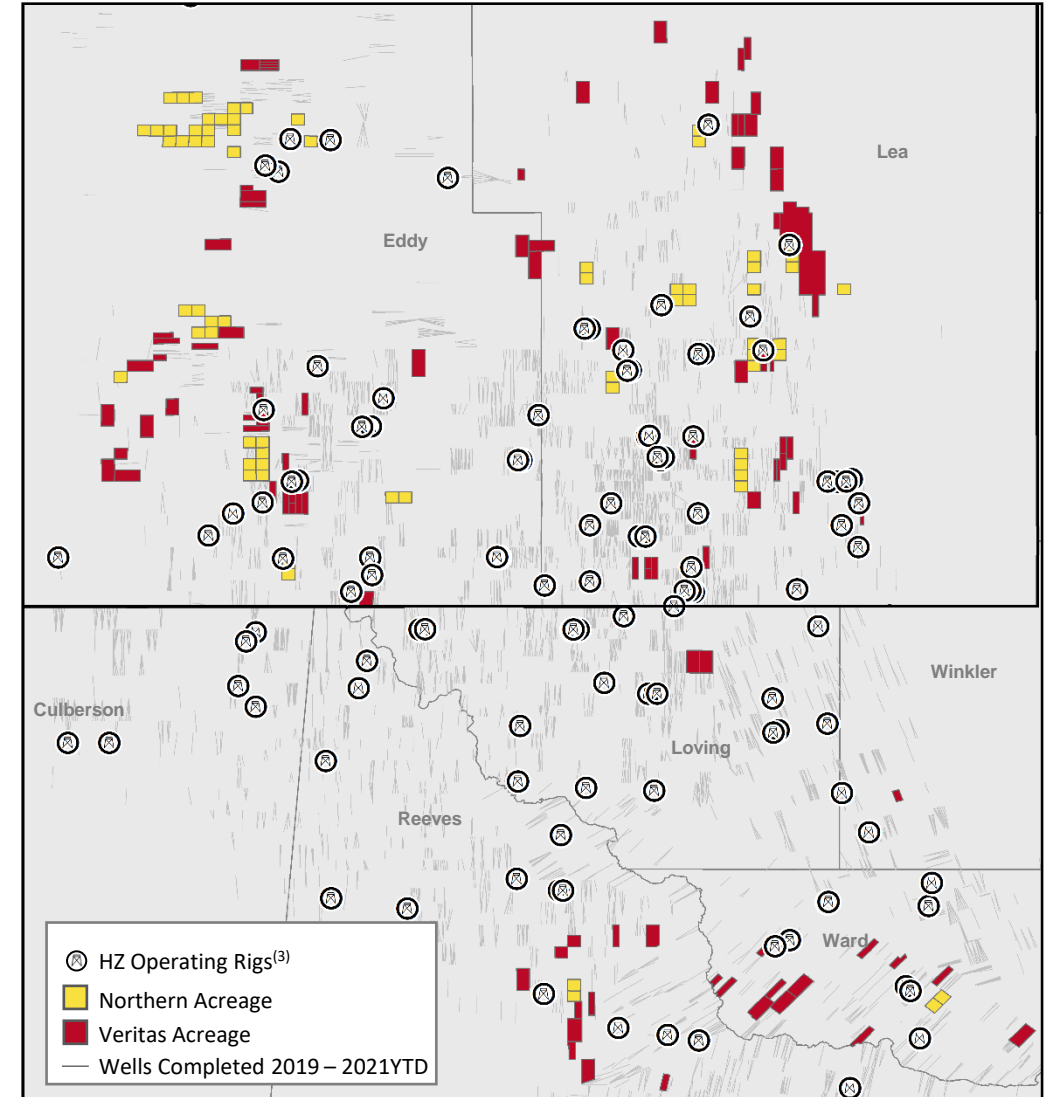 Lea
Eddy
Winkler
Culberson
Loving
Reeves
Ward
HZ Operating Rigs(3)
Northern Acreage
Veritas Acreage
Wells Completed 2019 – 2021YTD